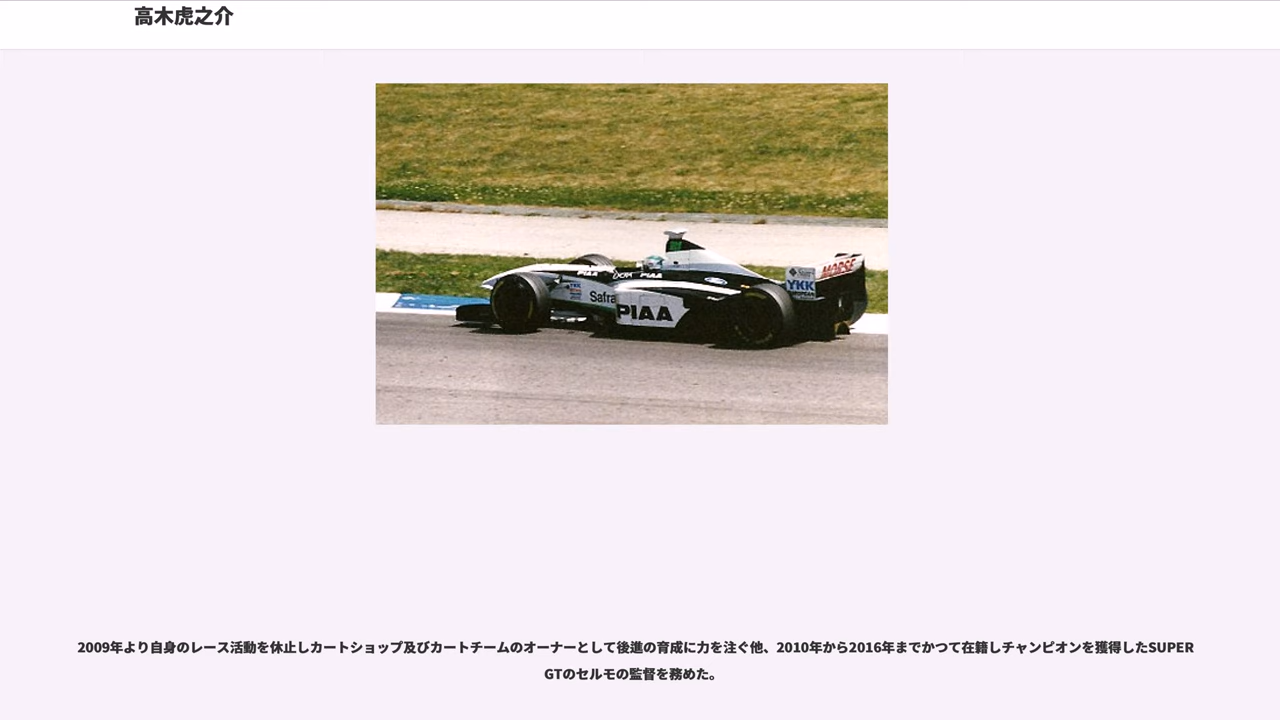 高木虎之介
MORSE
YKK
PIAA
PIAA
YKK
Safra
PIAA
2009年より自身のレース活動を休止しカートショップ及びカートチームのオーナーとして後進の育成に力を注ぐ他、2010年から2016年までかつて在籍しチャンピオンを獲得したSUPER
GTのセルモの監督を務めた。